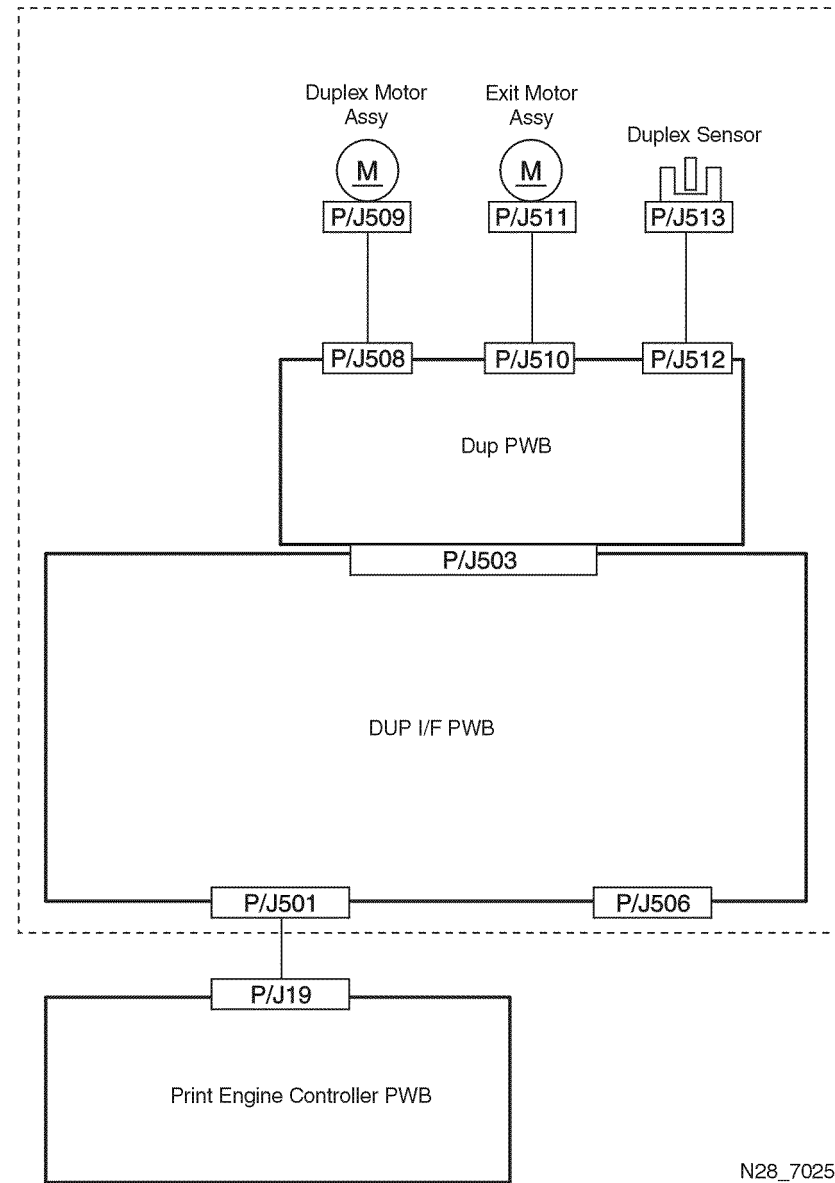 Duplex Motor
Assy
Exit Motor
Assy
Duplex Sensor
M
M
P/J509
P/J511
P/J513
P/J508
P/J510
P/J512
Dup PWB
P/J503
DUP I/F PWB
P/J501
P/J506
P/J19
Print Engine Controller PWB
N28_7025